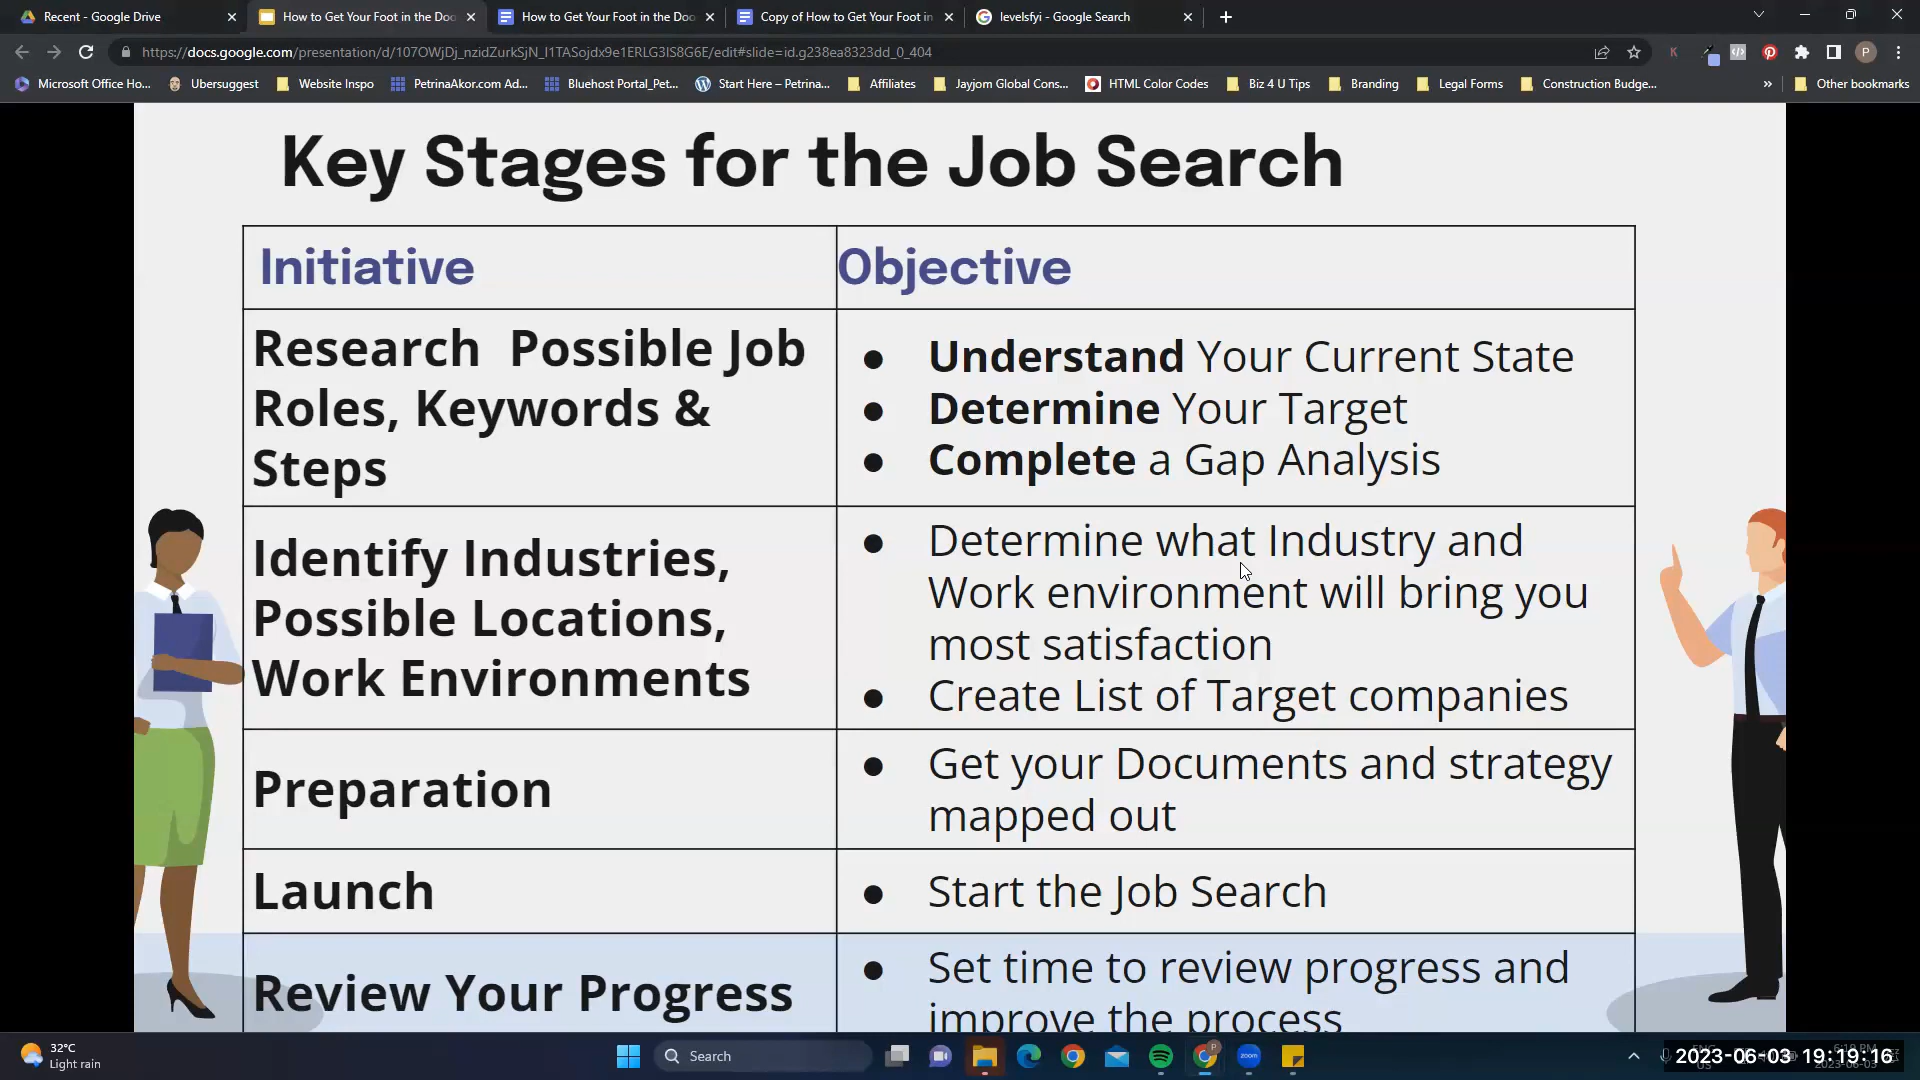 Recent - Google Drive
How to Get Your Foot in the Doo
How to Get Your Foot in the Doo
Copy of How to Get Your Foot in
levelsfyi - Google Search
https://docs.google.com/presentation/d/107OWjDj_nzidZurkSjN_I1TASojdx9e1ERLG3IS8G6E/edit#slide=id.g238ea8323dd_0_404
Microsoft Office Ho...
Ubersuggest
Website Inspo
PetrinaAkor.com Ad...
Bluehost Portal_Pet...
Start Here – Petrina...
Affiliates
Jayjom Global Cons...
HTML Color Codes
Biz 4 U Tips
Branding
Legal Forms
Construction Budge...
Other bookmarks
Key Stages for the Job Search
Initiative
Objective
Research Possible Job
Roles, Keywords &
Steps
● Understand Your Current State
● Determine Your Target
● Complete a Gap Analysis
Identify Industries,
Possible Locations,
Work Environments
● Determine what Industry and
Work environment will bring you
most satisfaction
● Create List of Target companies
Preparation
● Get your Documents and strategy
mapped out
Launch
● Start the Job Search
Review Your Progress
● Set time to review progress and
improve the process
32°C
Light rain
Search
zoom
2023-06-03 19:19:16